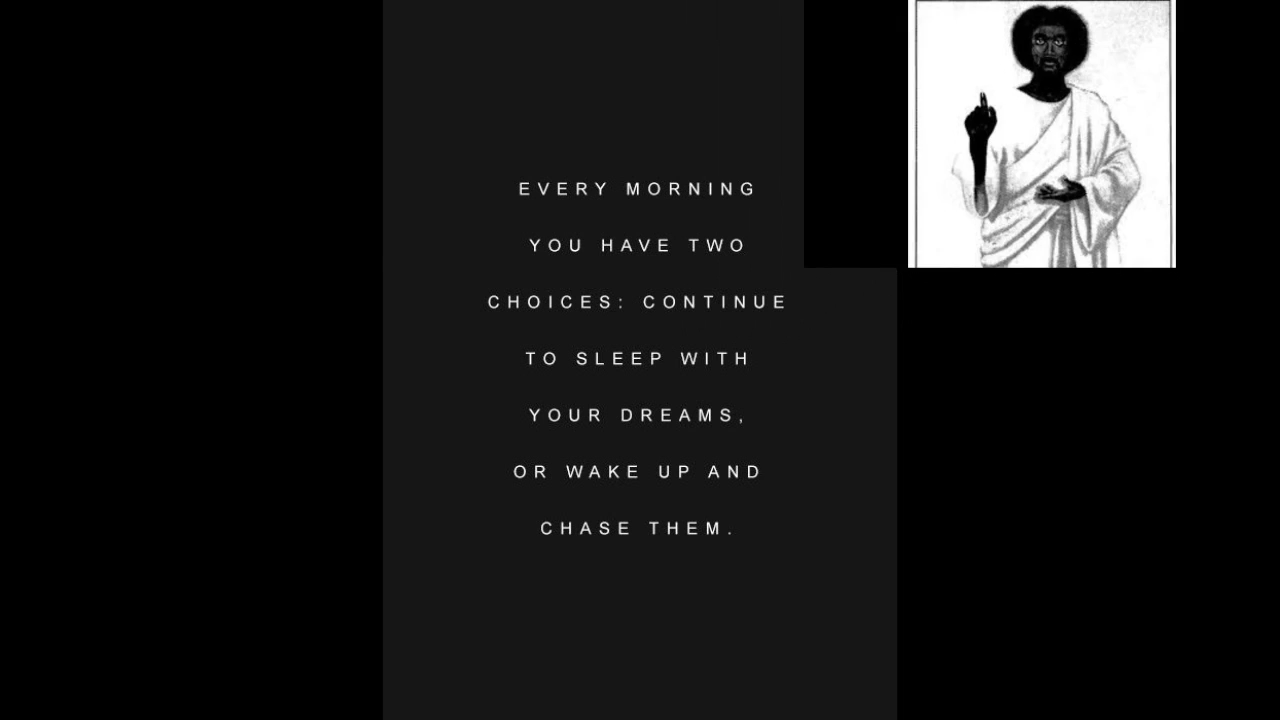 EVERY MORNING
YOU HAVE TWO
CHOICES: CONTINUE
TO SLEEP WITH
YOUR DREAMS,
OR WAKE UP AND
CHASE THEM.